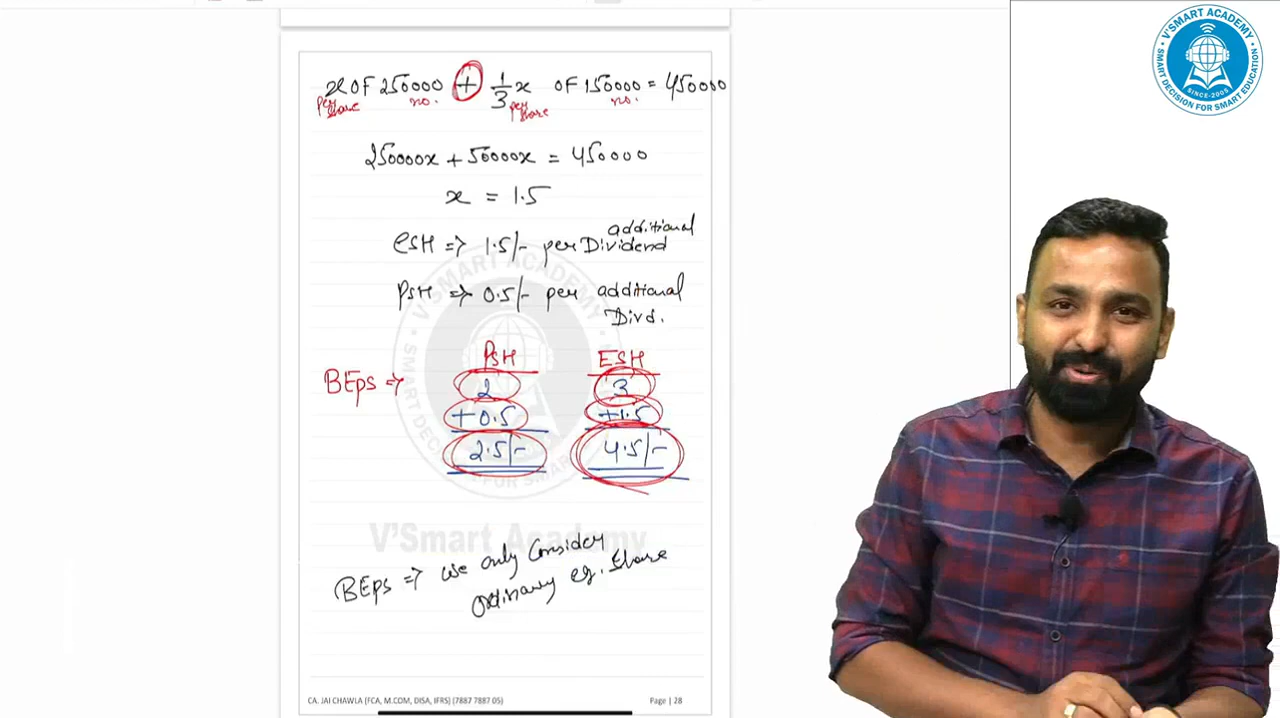 x OF 250000 + 1/3 x OF 150000 = 450000
per share no. per share no.
250000x + 50000x = 450000
x = 1.5
ESH => 1.5/- per additional Dividend
PSH => 0.5/- per additional Divd.
PSH ESH
BEps => 2 3
+0.5 +1.5
2.5/- 4.5/-
V'Smart Academy
BEps => we only Consider
ordinary eq. share
CA. JAI CHAWLA (FCA, M.COM, DISA, IFRS) (7887 7887 05) Page | 28
V'SMART ACADEMY
SINCE-2005
SMART DECISION FOR SMART EDUCATION